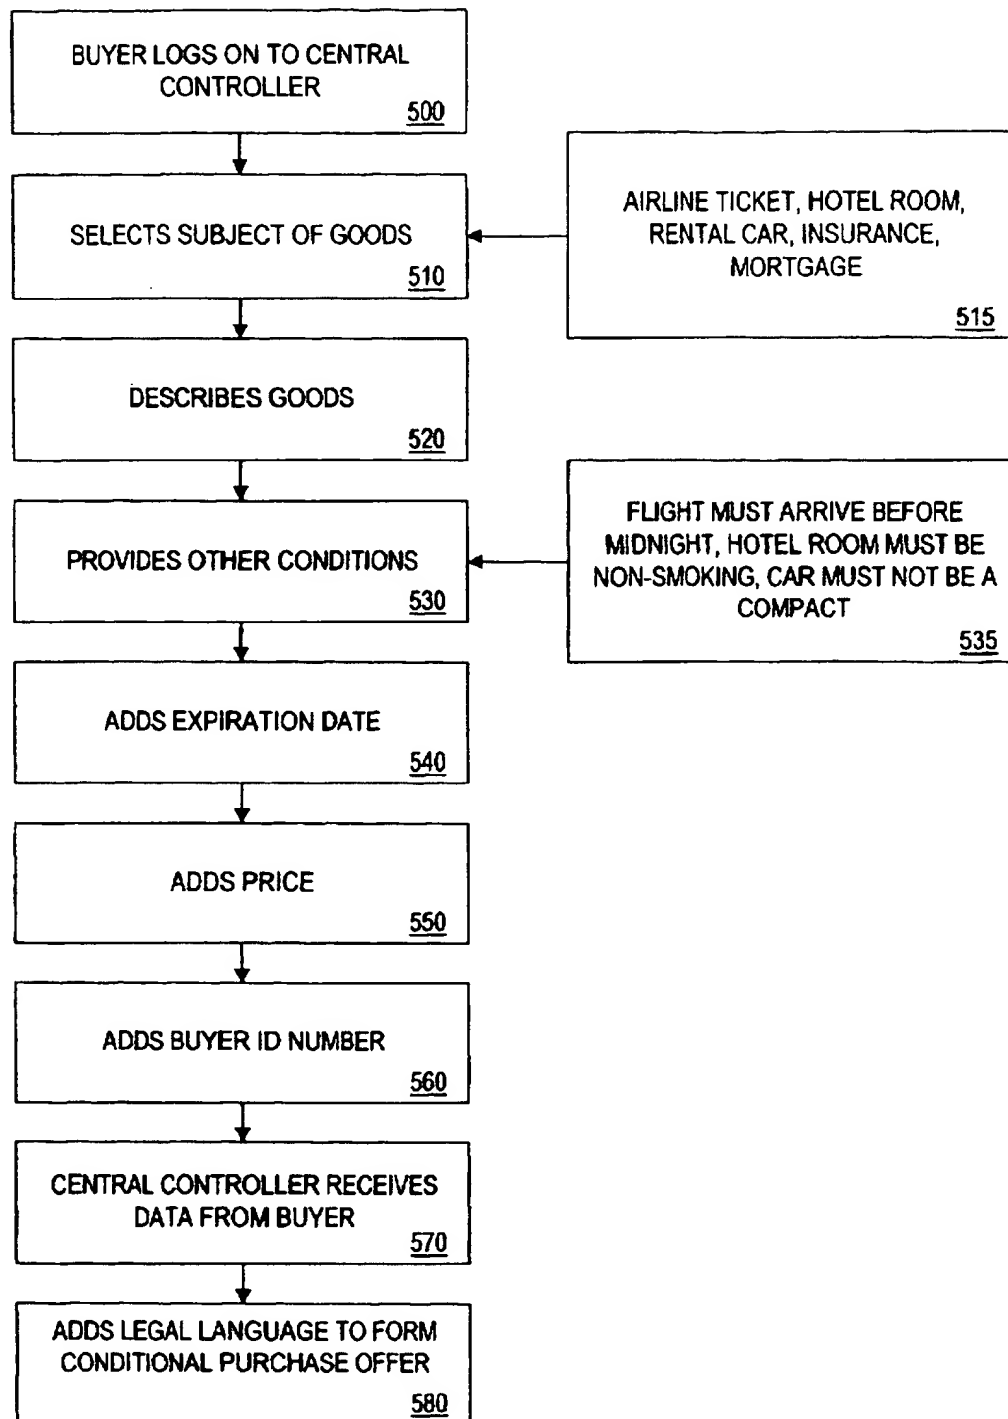 BUYER LOGS ON TO CENTRAL
CONTROLLER
500
SELECTS SUBJECT OF GOODS
510
AIRLINE TICKET, HOTEL ROOM,
RENTAL CAR, INSURANCE,
MORTGAGE
515
DESCRIBES GOODS
520
PROVIDES OTHER CONDITIONS
530
FLIGHT MUST ARRIVE BEFORE
MIDNIGHT, HOTEL ROOM MUST BE
NON-SMOKING, CAR MUST NOT BE A
COMPACT
535
ADDS EXPIRATION DATE
540
ADDS PRICE
550
ADDS BUYER ID NUMBER
560
CENTRAL CONTROLLER RECEIVES
DATA FROM BUYER
570
ADDS LEGAL LANGUAGE TO FORM
CONDITIONAL PURCHASE OFFER
580